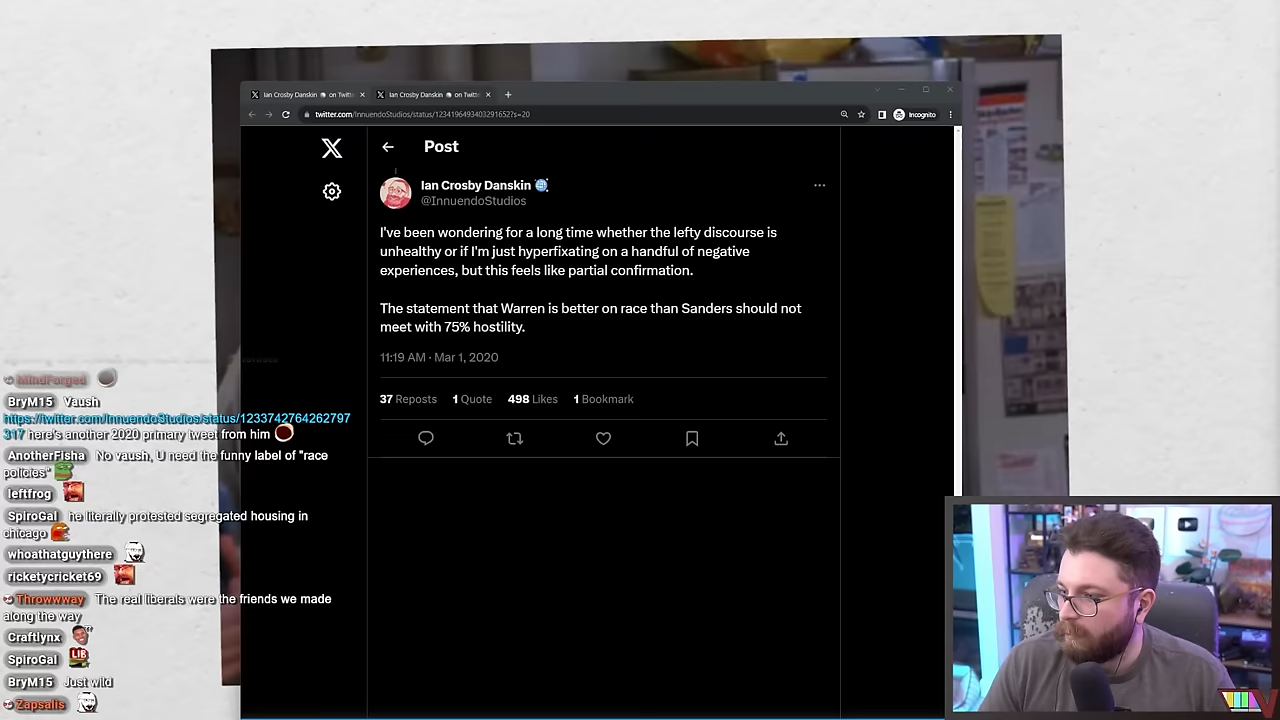 Ian Crosby Danskin on Twitt
Ian Crosby Danskin on Twitt
twitter.com/InnuendoStudios/status/1234196493403291652?s=20
Incognito
Post
Ian Crosby Danskin
@InnuendoStudios
I've been wondering for a long time whether the lefty discourse is
unhealthy or if I'm just hyperfixating on a handful of negative
experiences, but this feels like partial confirmation.
The statement that Warren is better on race than Sanders should not
meet with 75% hostility.
11:19 AM · Mar 1, 2020
37 Reposts 1 Quote 498 Likes 1 Bookmark
MindForged
BryM15 Vaush
https://twitter.com/InnuendoStudios/status/1233742764262797
317 here's another 2020 primary tweet from him
AnotherFisha No vaush, U need the funny label of "race
policies"
leftfrog
SpiroGal he literally protested segregated housing in
chicago
whoathatguythere
ricketycricket69
Throwwway The real liberals were the friends we made
along the way
Craftlynx
SpiroGal LIB
BryM15 Just wild
Zapsalis